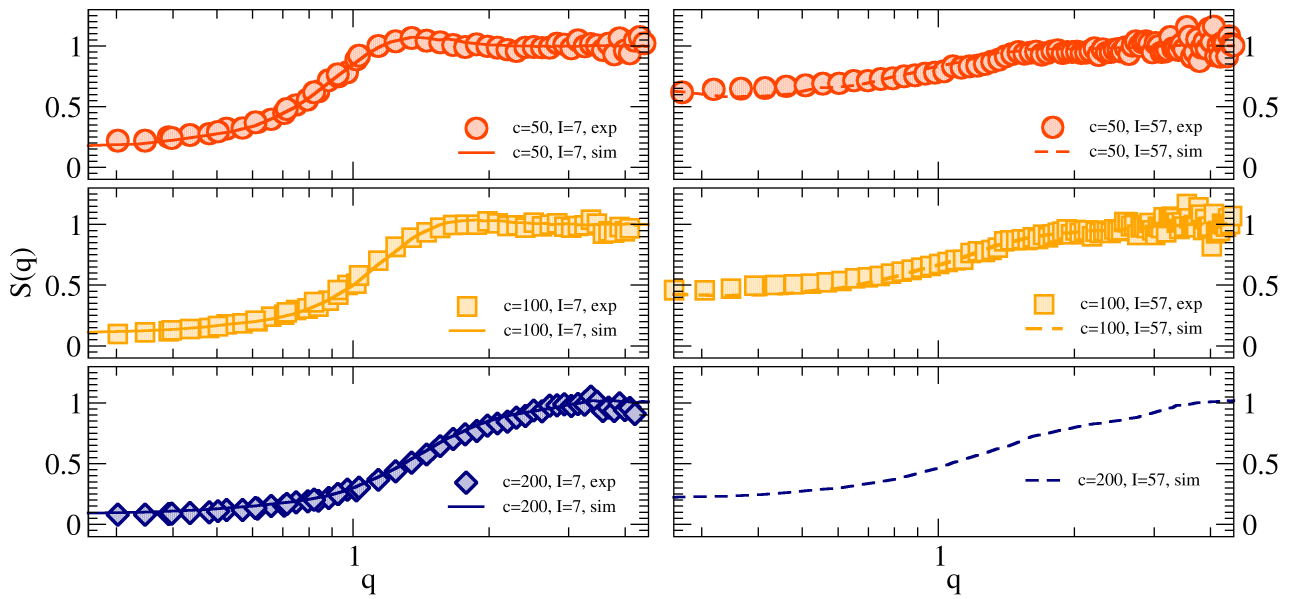 1
0.5
0
c=50, I=7, exp
c=50, I=7, sim
1
0.5
0
c=50, I=57, exp
c=50, I=57, sim
S(q)
1
0.5
0
c=100, I=7, exp
c=100, I=7, sim
1
0.5
0
c=100, I=57, exp
c=100, I=57, sim
1
0.5
0
c=200, I=7, exp
c=200, I=7, sim
1
0.5
0
c=200, I=57, sim
1
q
1
q